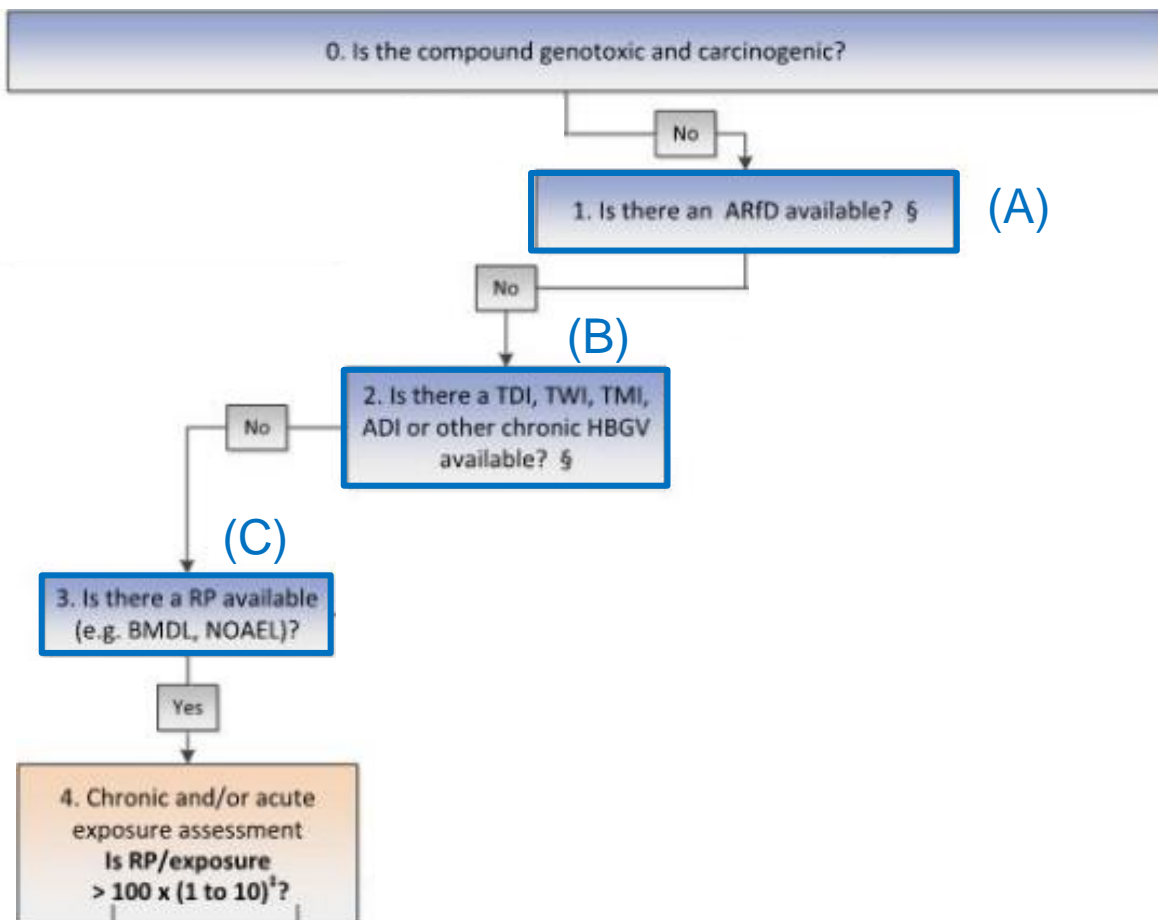 0. Is the compound genotoxic and carcinogenic?
No
1. Is there an ARfD available? §
(A)
No
(B)
2. Is there a TDI, TWI, TMI,
ADI or other chronic HBGV
available? §
No
(C)
3. Is there a RP available
(e.g. BMDL, NOAEL)?
Yes
4. Chronic and/or acute
exposure assessment
Is RP/exposure
> 100 x (1 to 10)‡?